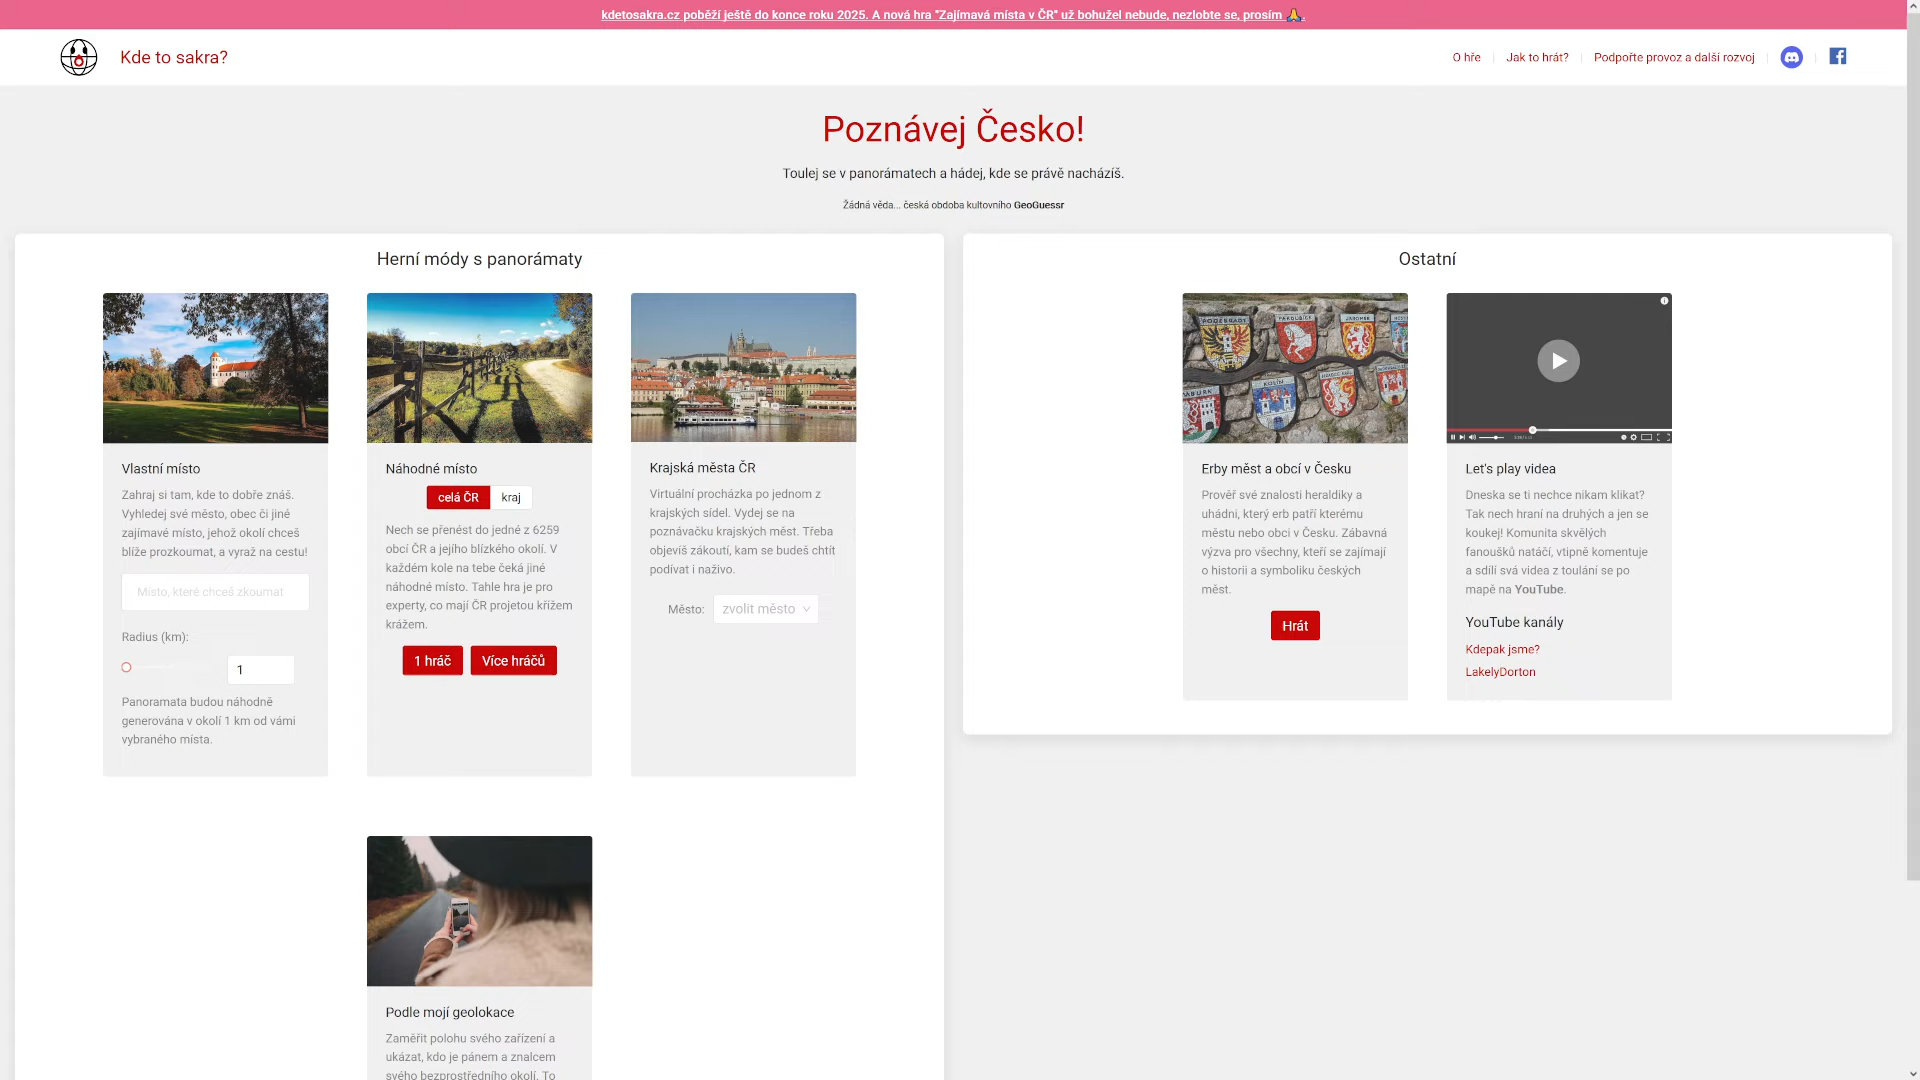 kdetosakra.cz poběží ještě do konce roku 2025. A nová hra "Zajímavá místa v ČR" už bohužel nebude, nezlobte se, prosím 🙏.
Kde to sakra?
O hře
Jak to hrát?
Podpořte provoz a další rozvoj
Poznávej Česko!
Toulej se v panorámatech a hádej, kde se právě nacházíš.
Žádná věda... česká obdoba kultovního GeoGuessr
Herní módy s panorámaty
Vlastní místo
Zahraj si tam, kde to dobře znáš.
Vyhledej své město, obec či jiné
zajímavé místo, jehož okolí chceš
blíže prozkoumat, a vyraž na cestu!
Místo, které chceš zkoumat
Radius (km):
1
Panoramata budou náhodně
generována v okolí 1 km od vámi
vybraného místa.
Náhodné místo
celá ČR
kraj
Nech se přenést do jedné z 6259
obcí ČR a jejího blízkého okolí. V
každém kole na tebe čeká jiné
náhodné místo. Tahle hra je pro
experty, co mají ČR projetou křížem
krážem.
1 hráč
Více hráčů
Krajská města ČR
Virtuální procházka po jednom z
krajských sídel. Vydej se na
poznávačku krajských měst. Třeba
objevíš zákoutí, kam se budeš chtít
podívat i naživo.
Město:
zvolit město
Podle mojí geolokace
Zaměřit polohu svého zařízení a
ukázat, kdo je pánem a znalcem
svého bezprostředního okolí. To
Ostatní
PARDUBICE
JAROMĚŘ
KOLÍN
Erby měst a obcí v Česku
Prověř své znalosti heraldiky a
uhádni, který erb patří kterému
městu nebo obci v Česku. Zábavná
výzva pro všechny, kteří se zajímají
o historii a symboliku českých
měst.
Hrát
Let's play videa
Dneska se ti nechce nikam klikat?
Tak nech hraní na druhých a jen se
koukej! Komunita skvělých
fanoušků natáčí, vtipně komentuje
a sdílí svá videa z toulání se po
mapě na YouTube.
YouTube kanály
Kdepak jsme?
LakelyDorton